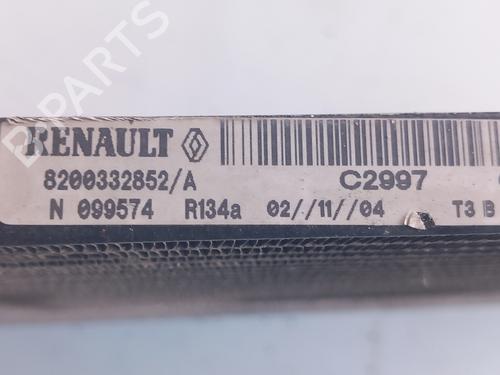 B-PARTS
RENAULT
8200332852/A C2997
N 099574 R134a 02//11//04 T3 B